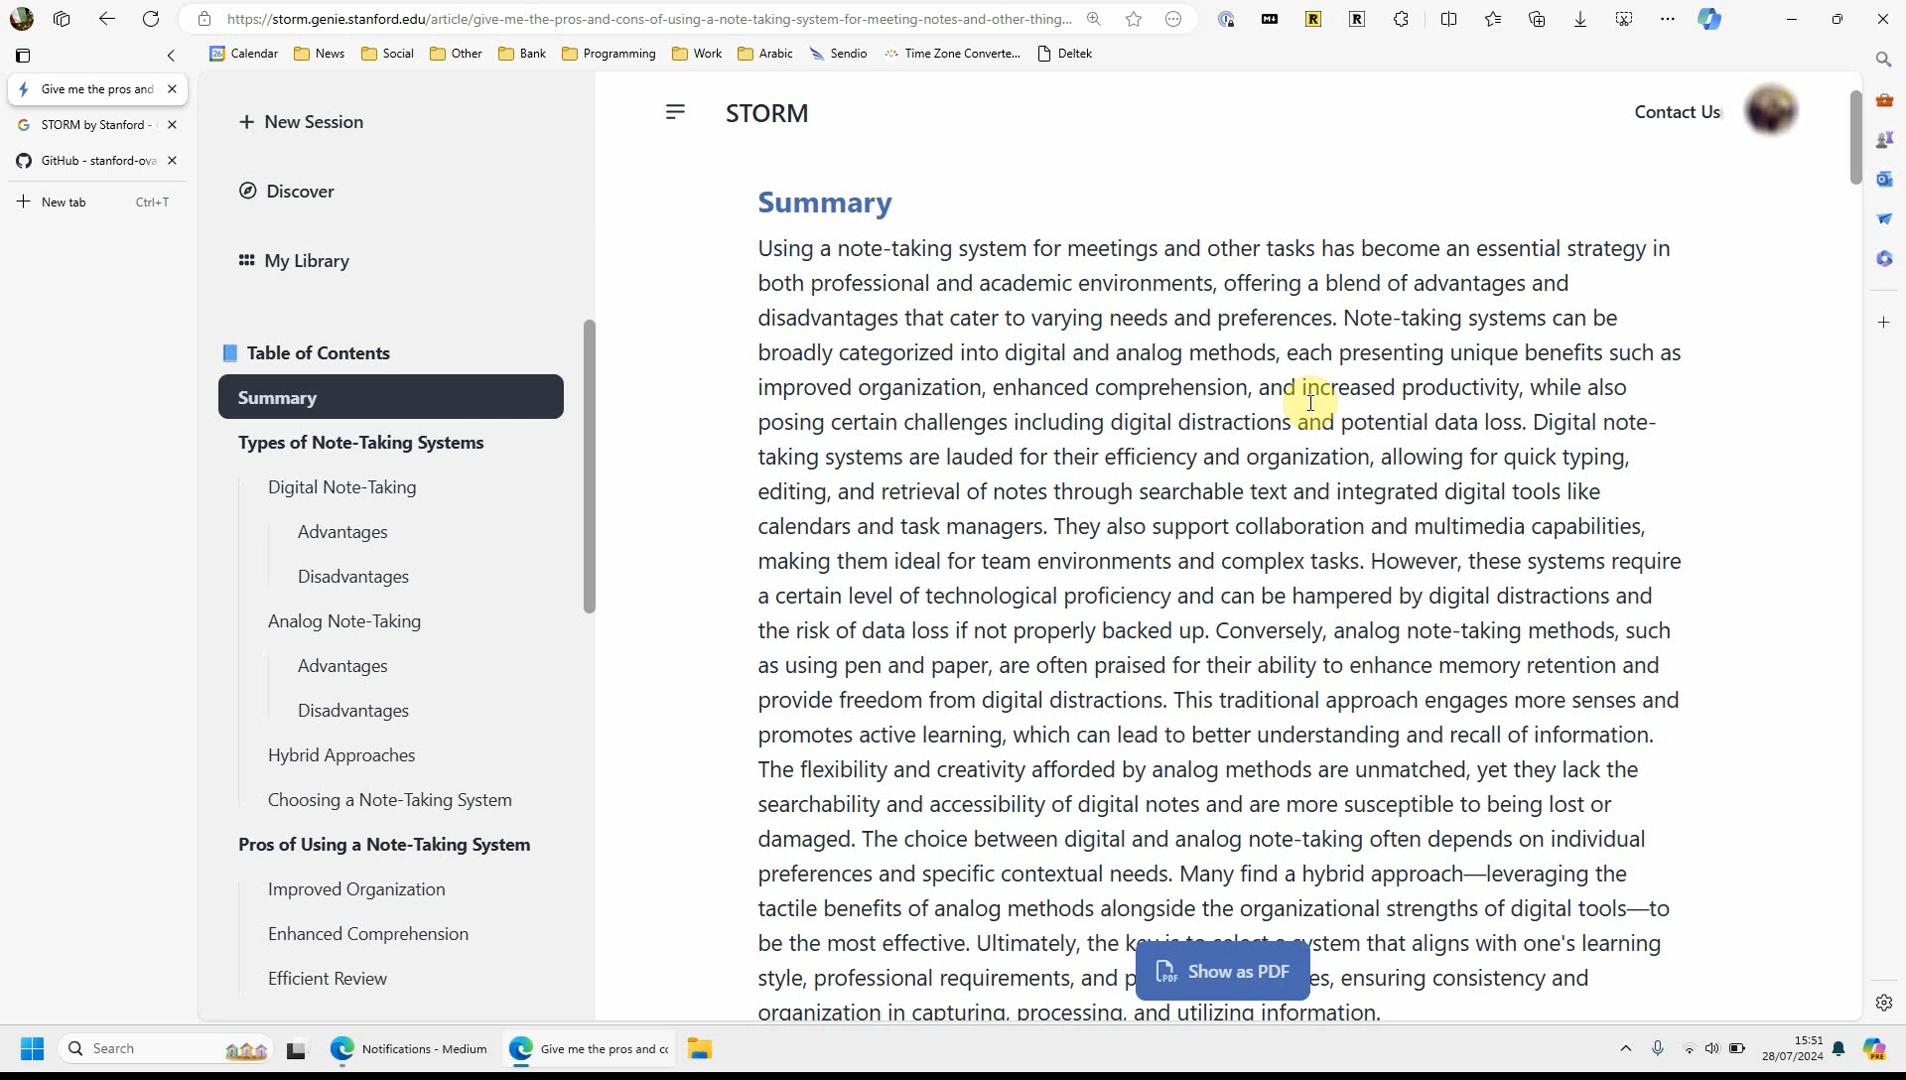 https://storm.genie.stanford.edu/article/give-me-the-pros-and-cons-of-using-a-note-taking-system-for-meeting-notes-and-other-thing...
Calendar News Social Other Bank Programming Work Arabic Sendio Time Zone Converte... Deltek
Give me the pros and
STORM by Stanford -
GitHub - stanford-ova
New tab Ctrl+T
New Session
Discover
My Library
Table of Contents
Summary
Types of Note-Taking Systems
Digital Note-Taking
Advantages
Disadvantages
Analog Note-Taking
Advantages
Disadvantages
Hybrid Approaches
Choosing a Note-Taking System
Pros of Using a Note-Taking System
Improved Organization
Enhanced Comprehension
Efficient Review
STORM
Contact Us
Summary
Using a note-taking system for meetings and other tasks has become an essential strategy in
both professional and academic environments, offering a blend of advantages and
disadvantages that cater to varying needs and preferences. Note-taking systems can be
broadly categorized into digital and analog methods, each presenting unique benefits such as
improved organization, enhanced comprehension, and increased productivity, while also
posing certain challenges including digital distractions and potential data loss. Digital note-
taking systems are lauded for their efficiency and organization, allowing for quick typing,
editing, and retrieval of notes through searchable text and integrated digital tools like
calendars and task managers. They also support collaboration and multimedia capabilities,
making them ideal for team environments and complex tasks. However, these systems require
a certain level of technological proficiency and can be hampered by digital distractions and
the risk of data loss if not properly backed up. Conversely, analog note-taking methods, such
as using pen and paper, are often praised for their ability to enhance memory retention and
provide freedom from digital distractions. This traditional approach engages more senses and
promotes active learning, which can lead to better understanding and recall of information.
The flexibility and creativity afforded by analog methods are unmatched, yet they lack the
searchability and accessibility of digital notes and are more susceptible to being lost or
damaged. The choice between digital and analog note-taking often depends on individual
preferences and specific contextual needs. Many find a hybrid approach—leveraging the
tactile benefits of analog methods alongside the organizational strengths of digital tools—to
be the most effective. Ultimately, the key is to select a system that aligns with one's learning
style, professional requirements, and p es, ensuring consistency and
organization in capturing, processing, and utilizing information.
Show as PDF
Search
Notifications - Medium
Give me the pros and co
15:51
28/07/2024